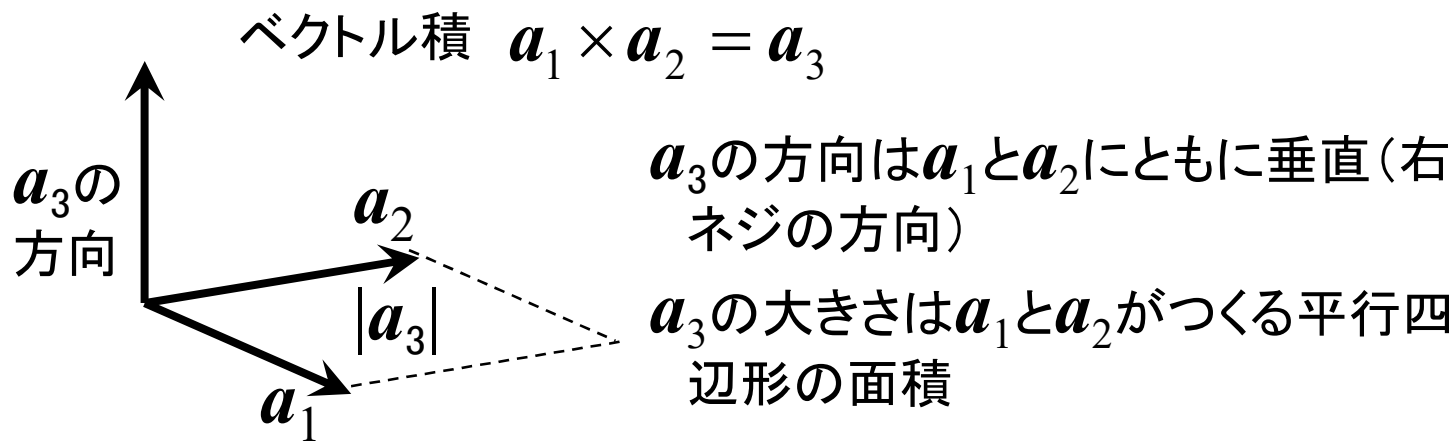 ベクトル積 a₁ × a₂ = a₃
a₃の
方向
a₂
|a₃|
a₁
a₃の方向はa₁とa₂にともに垂直（右
ネジの方向）
a₃の大きさはa₁とa₂がつくる平行四
辺形の面積